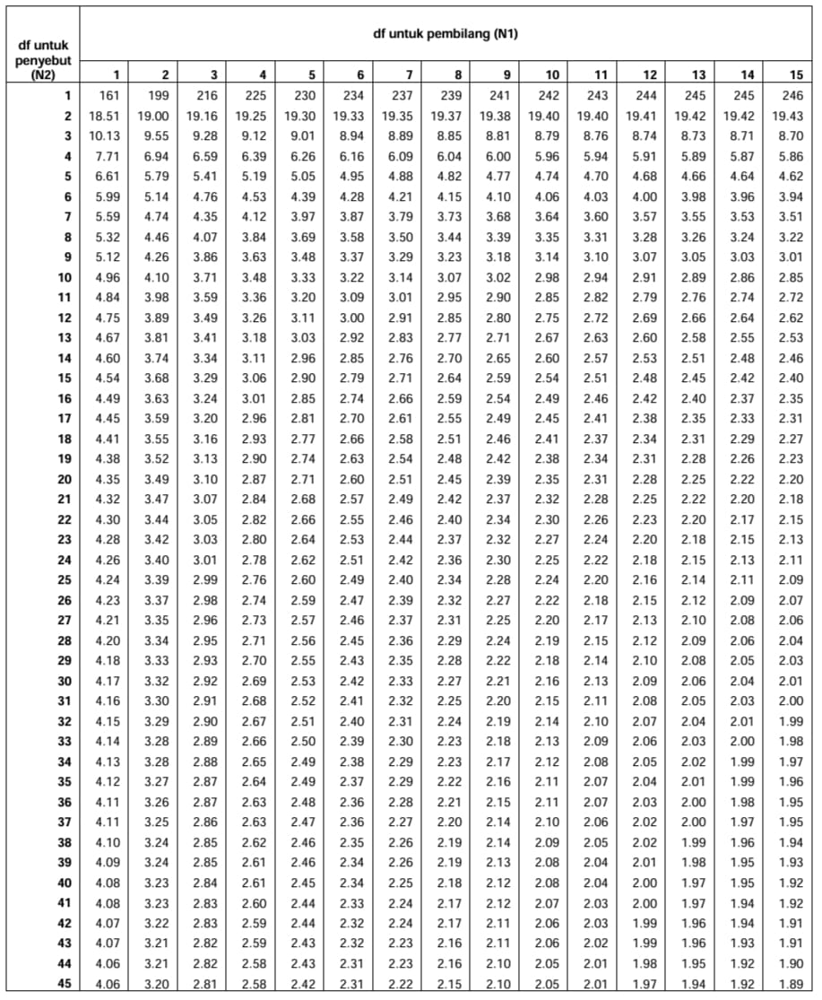 df untuk pembilang (N1)
df untuk
penyebut
(N2)
1 2 3 4 5 6 7 8 9 10 11 12 13 14 15
1 161 199 216 225 230 234 237 239 241 242 243 244 245 245 246
2 18.51 19.00 19.16 19.25 19.30 19.33 19.35 19.37 19.38 19.40 19.40 19.41 19.42 19.42 19.43
3 10.13 9.55 9.28 9.12 9.01 8.94 8.89 8.85 8.81 8.79 8.76 8.74 8.73 8.71 8.70
4 7.71 6.94 6.59 6.39 6.26 6.16 6.09 6.04 6.00 5.96 5.94 5.91 5.89 5.87 5.86
5 6.61 5.79 5.41 5.19 5.05 4.95 4.88 4.82 4.77 4.74 4.70 4.68 4.66 4.64 4.62
6 5.99 5.14 4.76 4.53 4.39 4.28 4.21 4.15 4.10 4.06 4.03 4.00 3.98 3.96 3.94
7 5.59 4.74 4.35 4.12 3.97 3.87 3.79 3.73 3.68 3.64 3.60 3.57 3.55 3.53 3.51
8 5.32 4.46 4.07 3.84 3.69 3.58 3.50 3.44 3.39 3.35 3.31 3.28 3.26 3.24 3.22
9 5.12 4.26 3.86 3.63 3.48 3.37 3.29 3.23 3.18 3.14 3.10 3.07 3.05 3.03 3.01
10 4.96 4.10 3.71 3.48 3.33 3.22 3.14 3.07 3.02 2.98 2.94 2.91 2.89 2.86 2.85
11 4.84 3.98 3.59 3.36 3.20 3.09 3.01 2.95 2.90 2.85 2.82 2.79 2.76 2.74 2.72
12 4.75 3.89 3.49 3.26 3.11 3.00 2.91 2.85 2.80 2.75 2.72 2.69 2.66 2.64 2.62
13 4.67 3.81 3.41 3.18 3.03 2.92 2.83 2.77 2.71 2.67 2.63 2.60 2.58 2.55 2.53
14 4.60 3.74 3.34 3.11 2.96 2.85 2.76 2.70 2.65 2.60 2.57 2.53 2.51 2.48 2.46
15 4.54 3.68 3.29 3.06 2.90 2.79 2.71 2.64 2.59 2.54 2.51 2.48 2.45 2.42 2.40
16 4.49 3.63 3.24 3.01 2.85 2.74 2.66 2.59 2.54 2.49 2.46 2.42 2.40 2.37 2.35
17 4.45 3.59 3.20 2.96 2.81 2.70 2.61 2.55 2.49 2.45 2.41 2.38 2.35 2.33 2.31
18 4.41 3.55 3.16 2.93 2.77 2.66 2.58 2.51 2.46 2.41 2.37 2.34 2.31 2.29 2.27
19 4.38 3.52 3.13 2.90 2.74 2.63 2.54 2.48 2.42 2.38 2.34 2.31 2.28 2.26 2.23
20 4.35 3.49 3.10 2.87 2.71 2.60 2.51 2.45 2.39 2.35 2.31 2.28 2.25 2.22 2.20
21 4.32 3.47 3.07 2.84 2.68 2.57 2.49 2.42 2.37 2.32 2.28 2.25 2.22 2.20 2.18
22 4.30 3.44 3.05 2.82 2.66 2.55 2.46 2.40 2.34 2.30 2.26 2.23 2.20 2.17 2.15
23 4.28 3.42 3.03 2.80 2.64 2.53 2.44 2.37 2.32 2.27 2.24 2.20 2.18 2.15 2.13
24 4.26 3.40 3.01 2.78 2.62 2.51 2.42 2.36 2.30 2.25 2.22 2.18 2.15 2.13 2.11
25 4.24 3.39 2.99 2.76 2.60 2.49 2.40 2.34 2.28 2.24 2.20 2.16 2.14 2.11 2.09
26 4.23 3.37 2.98 2.74 2.59 2.47 2.39 2.32 2.27 2.22 2.18 2.15 2.12 2.09 2.07
27 4.21 3.35 2.96 2.73 2.57 2.46 2.37 2.31 2.25 2.20 2.17 2.13 2.10 2.08 2.06
28 4.20 3.34 2.95 2.71 2.56 2.45 2.36 2.29 2.24 2.19 2.15 2.12 2.09 2.06 2.04
29 4.18 3.33 2.93 2.70 2.55 2.43 2.35 2.28 2.22 2.18 2.14 2.10 2.08 2.05 2.03
30 4.17 3.32 2.92 2.69 2.53 2.42 2.33 2.27 2.21 2.16 2.13 2.09 2.06 2.04 2.01
31 4.16 3.30 2.91 2.68 2.52 2.41 2.32 2.25 2.20 2.15 2.11 2.08 2.05 2.03 2.00
32 4.15 3.29 2.90 2.67 2.51 2.40 2.31 2.24 2.19 2.14 2.10 2.07 2.04 2.01 1.99
33 4.14 3.28 2.89 2.66 2.50 2.39 2.30 2.23 2.18 2.13 2.09 2.06 2.03 2.00 1.98
34 4.13 3.28 2.88 2.65 2.49 2.38 2.29 2.23 2.17 2.12 2.08 2.05 2.02 1.99 1.97
35 4.12 3.27 2.87 2.64 2.49 2.37 2.29 2.22 2.16 2.11 2.07 2.04 2.01 1.99 1.96
36 4.11 3.26 2.87 2.63 2.48 2.36 2.28 2.21 2.15 2.11 2.07 2.03 2.00 1.98 1.95
37 4.11 3.25 2.86 2.63 2.47 2.36 2.27 2.20 2.14 2.10 2.06 2.02 2.00 1.97 1.95
38 4.10 3.24 2.85 2.62 2.46 2.35 2.26 2.19 2.14 2.09 2.05 2.02 1.99 1.96 1.94
39 4.09 3.24 2.85 2.61 2.46 2.34 2.26 2.19 2.13 2.08 2.04 2.01 1.98 1.95 1.93
40 4.08 3.23 2.84 2.61 2.45 2.34 2.25 2.18 2.12 2.08 2.04 2.00 1.97 1.95 1.92
41 4.08 3.23 2.83 2.60 2.44 2.33 2.24 2.17 2.12 2.07 2.03 2.00 1.97 1.94 1.92
42 4.07 3.22 2.83 2.59 2.44 2.32 2.24 2.17 2.11 2.06 2.03 1.99 1.96 1.94 1.91
43 4.07 3.21 2.82 2.59 2.43 2.32 2.23 2.16 2.11 2.06 2.02 1.99 1.96 1.93 1.91
44 4.06 3.21 2.82 2.58 2.43 2.31 2.23 2.16 2.10 2.05 2.01 1.98 1.95 1.92 1.90
45 4.06 3.20 2.81 2.58 2.42 2.31 2.22 2.15 2.10 2.05 2.01 1.97 1.94 1.92 1.89